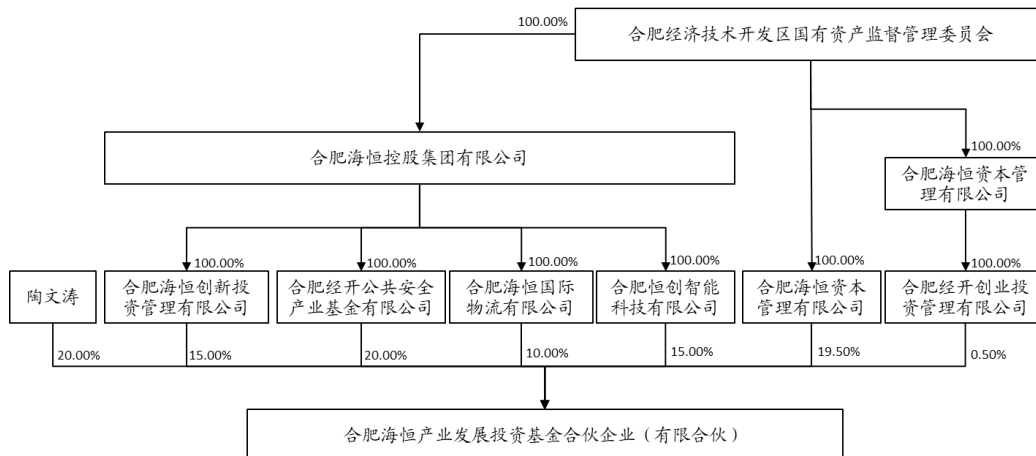 100.00%
合肥经济技术开发区国有资产监督管理委员会
合肥海恒控股集团有限公司
100.00%
合肥海恒资本管
理有限公司
100.00%
100.00%
100.00%
100.00%
100.00%
100.00%
陶文涛
合肥海恒创新投
资管理有限公司
合肥经开公共安全
产业基金有限公司
合肥海恒国际
物流有限公司
合肥恒创智能
科技有限公司
合肥海恒资本
管理有限公司
合肥经开创业投
资管理有限公司
20.00%
15.00%
20.00%
10.00%
15.00%
19.50%
0.50%
合肥海恒产业发展投资基金合伙企业（有限合伙）